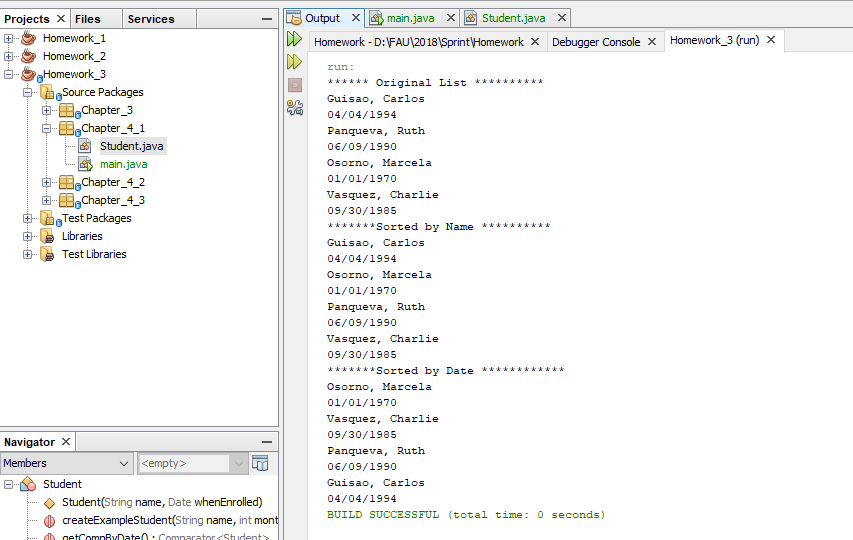 Projects Files Services
Homework_1
Homework_2
Homework_3
Source Packages
Chapter_3
Chapter_4_1
Student.java
main.java
Chapter_4_2
Chapter_4_3
Test Packages
Libraries
Test Libraries
Navigator
Members <empty>
Student
Student(String name, Date whenEnrolled)
createExampleStudent(String name, int mont
getCompByDate() : Comparator<Student>
Output main.java Student.java
Homework - D:\FAU\2018\Sprint\Homework Debugger Console Homework_3 (run)
run:
****** Original List **********
Guisao, Carlos
04/04/1994
Panqueva, Ruth
06/09/1990
Osorno, Marcela
01/01/1970
Vasquez, Charlie
09/30/1985
*******Sorted by Name **********
Guisao, Carlos
04/04/1994
Osorno, Marcela
01/01/1970
Panqueva, Ruth
06/09/1990
Vasquez, Charlie
09/30/1985
*******Sorted by Date ************
Osorno, Marcela
01/01/1970
Vasquez, Charlie
09/30/1985
Panqueva, Ruth
06/09/1990
Guisao, Carlos
04/04/1994
BUILD SUCCESSFUL (total time: 0 seconds)